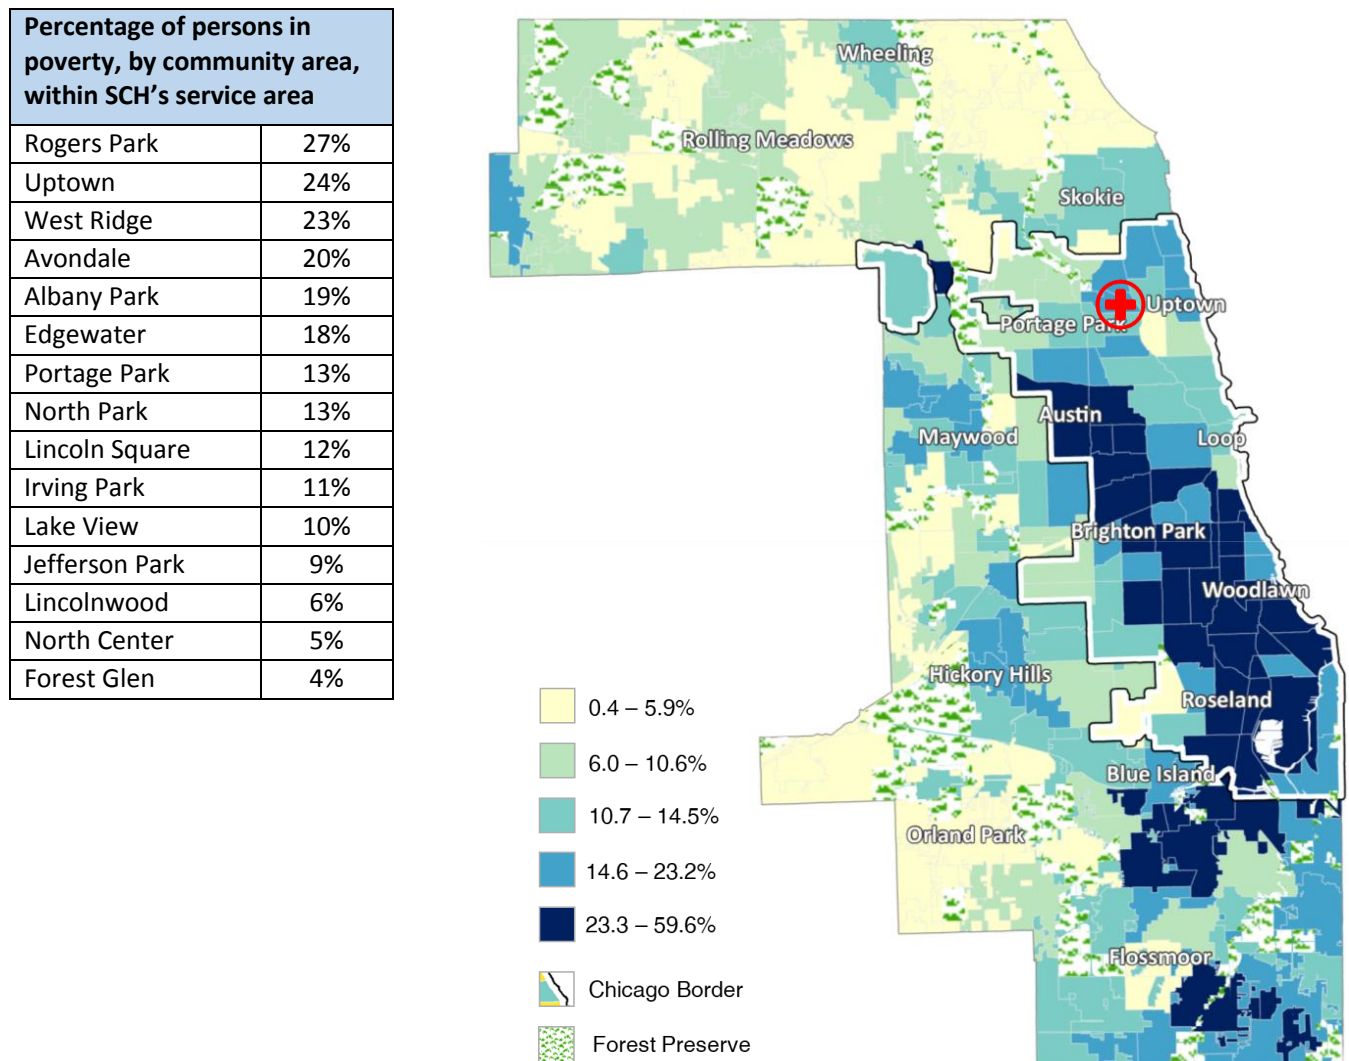 Percentage of persons in
poverty, by community area,
within SCH’s service area
Rogers Park 27%
Uptown 24%
West Ridge 23%
Avondale 20%
Albany Park 19%
Edgewater 18%
Portage Park 13%
North Park 13%
Lincoln Square 12%
Irving Park 11%
Lake View 10%
Jefferson Park 9%
Lincolnwood 6%
North Center 5%
Forest Glen 4%
Wheeling
Rolling Meadows
Skokie
Uptown
Portage Park
Austin
Maywood
Loop
Brighton Park
Woodlawn
Hickory Hills
Roseland
Blue Island
Orland Park
Flossmoor
0.4 – 5.9%
6.0 – 10.6%
10.7 – 14.5%
14.6 – 23.2%
23.3 – 59.6%
Chicago Border
Forest Preserve